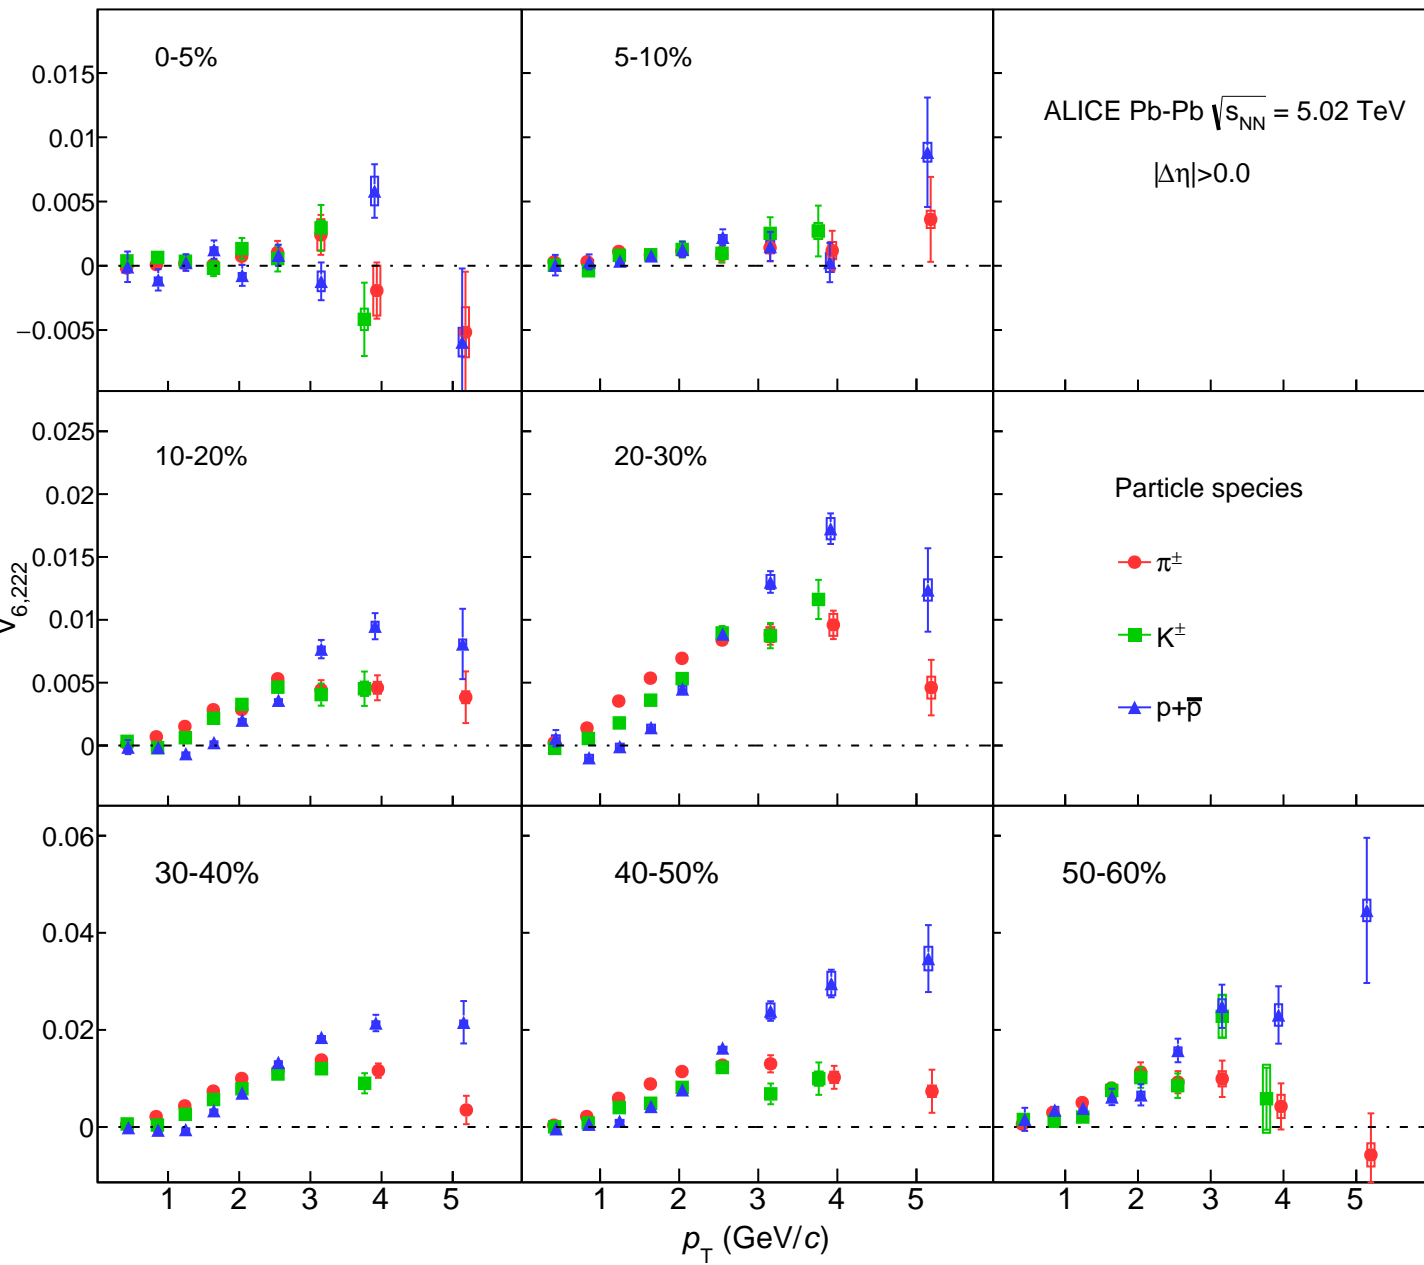 0-5%
5-10%
0.015
0.01
0.005
0
−0.005
ALICE Pb-Pb √s_NN = 5.02 TeV
|Δη|>0.0
10-20%
20-30%
0.025
0.02
0.015
0.01
0.005
0
Particle species
π±
K±
p+p̅
v_6,222
30-40%
40-50%
50-60%
0.06
0.04
0.02
0
1 2 3 4 5
1 2 3 4 5
1 2 3 4 5
p_T (GeV/c)